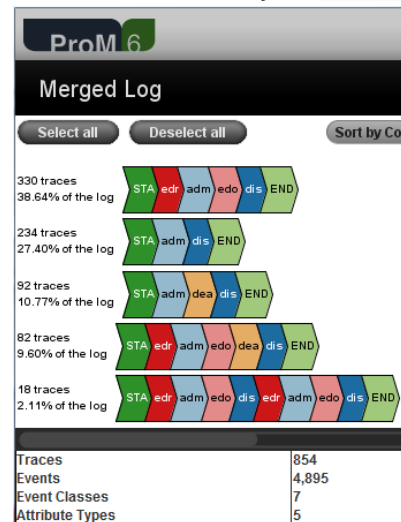 ProM 6
Merged Log
Select all Deselect all Sort by Co
330 traces
38.64% of the log
STA edr adm edo dis END
234 traces
27.40% of the log
STA adm dis END
92 traces
10.77% of the log
STA adm dea dis END
82 traces
9.60% of the log
STA edr adm edo dea dis END
18 traces
2.11% of the log
STA edr adm edo dis edr adm edo dis END
Traces 854
Events 4,895
Event Classes 7
Attribute Types 5